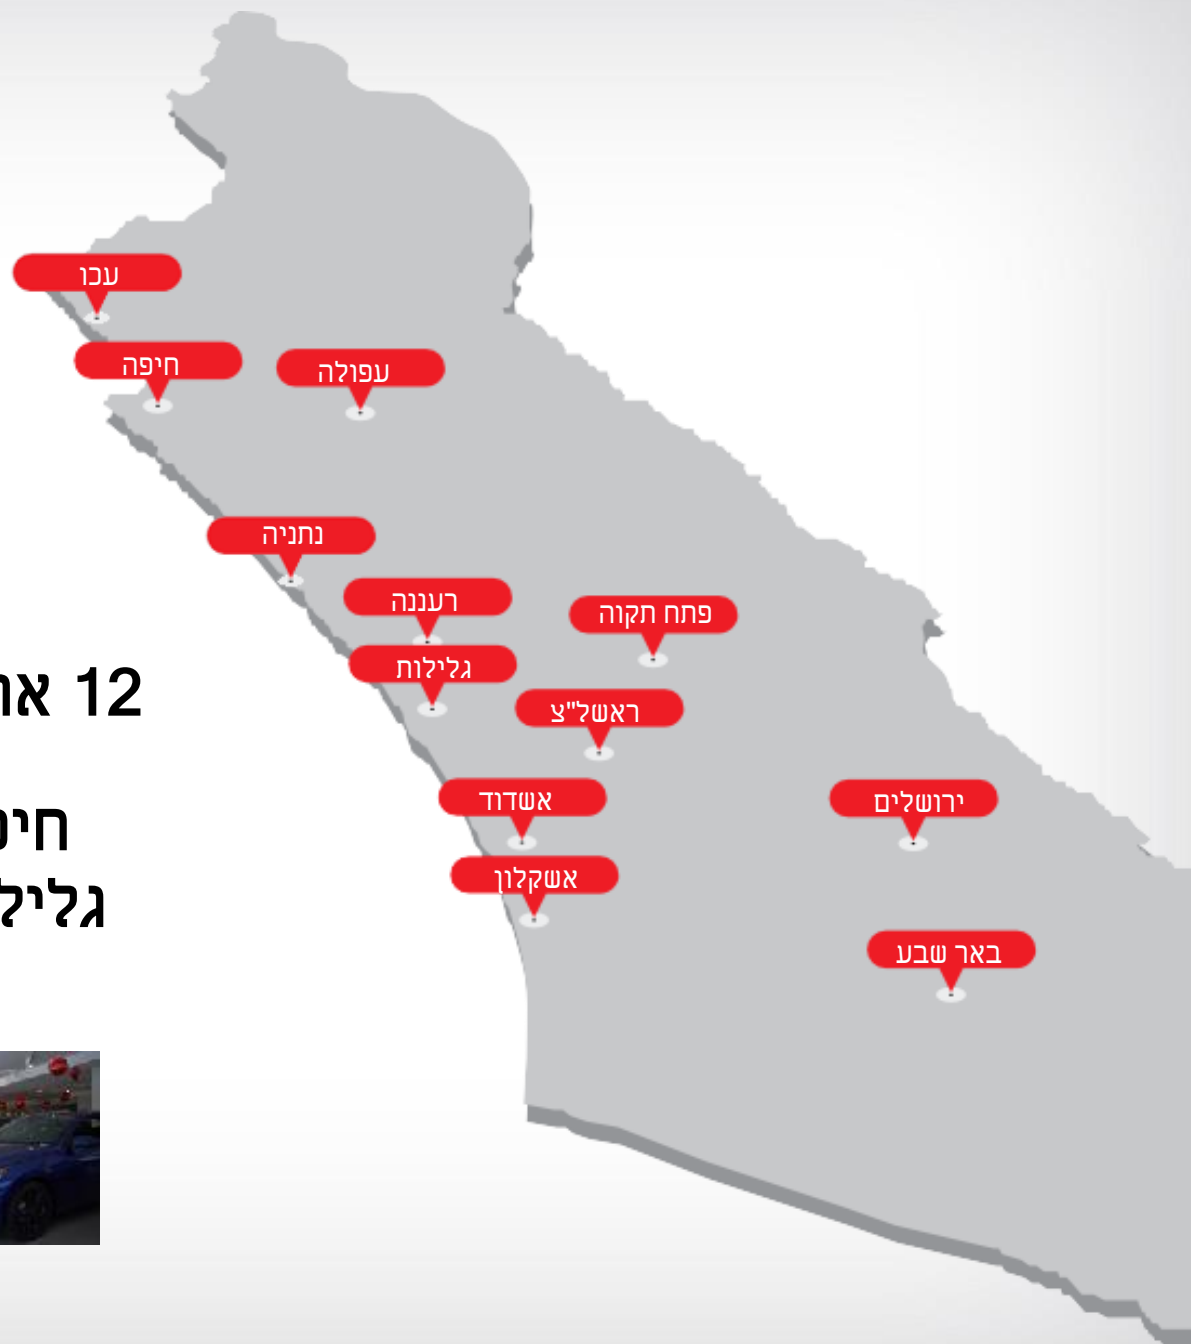 עכו
חיפה
עפולה
נתניה
רעננה
פתח תקוה
גלילות
ראשל"צ
12
אשדוד
ירושלים
אשקלון
באר שבע